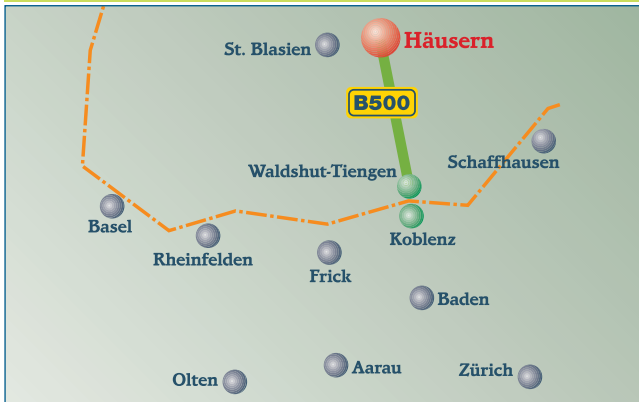 St. Blasien
Häusern
B500
Waldshut-Tiengen
Schaffhausen
Basel
Rheinfelden
Koblenz
Frick
Baden
Olten
Aarau
Zürich